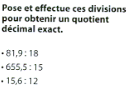 Pose et effectue ces divisions
pour obtenir un quotient
décimal exact.
• 81,9 : 18
• 655,5 : 15
• 15,6 : 12